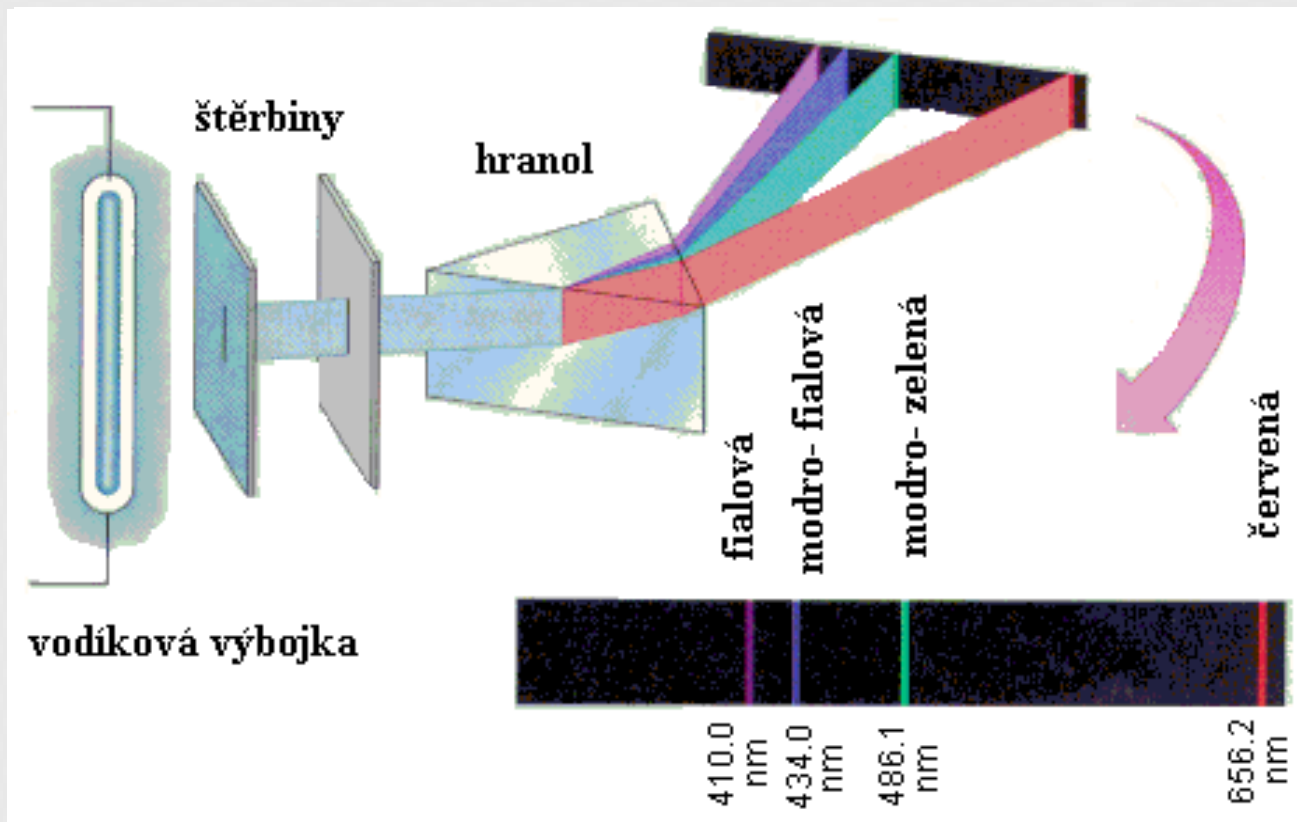 štěrbiny
hranol
vodíková výbojka
fialová
modro- fialová
modro- zelená
červená
410.0
nm
434.0
nm
486.1
nm
656.2
nm